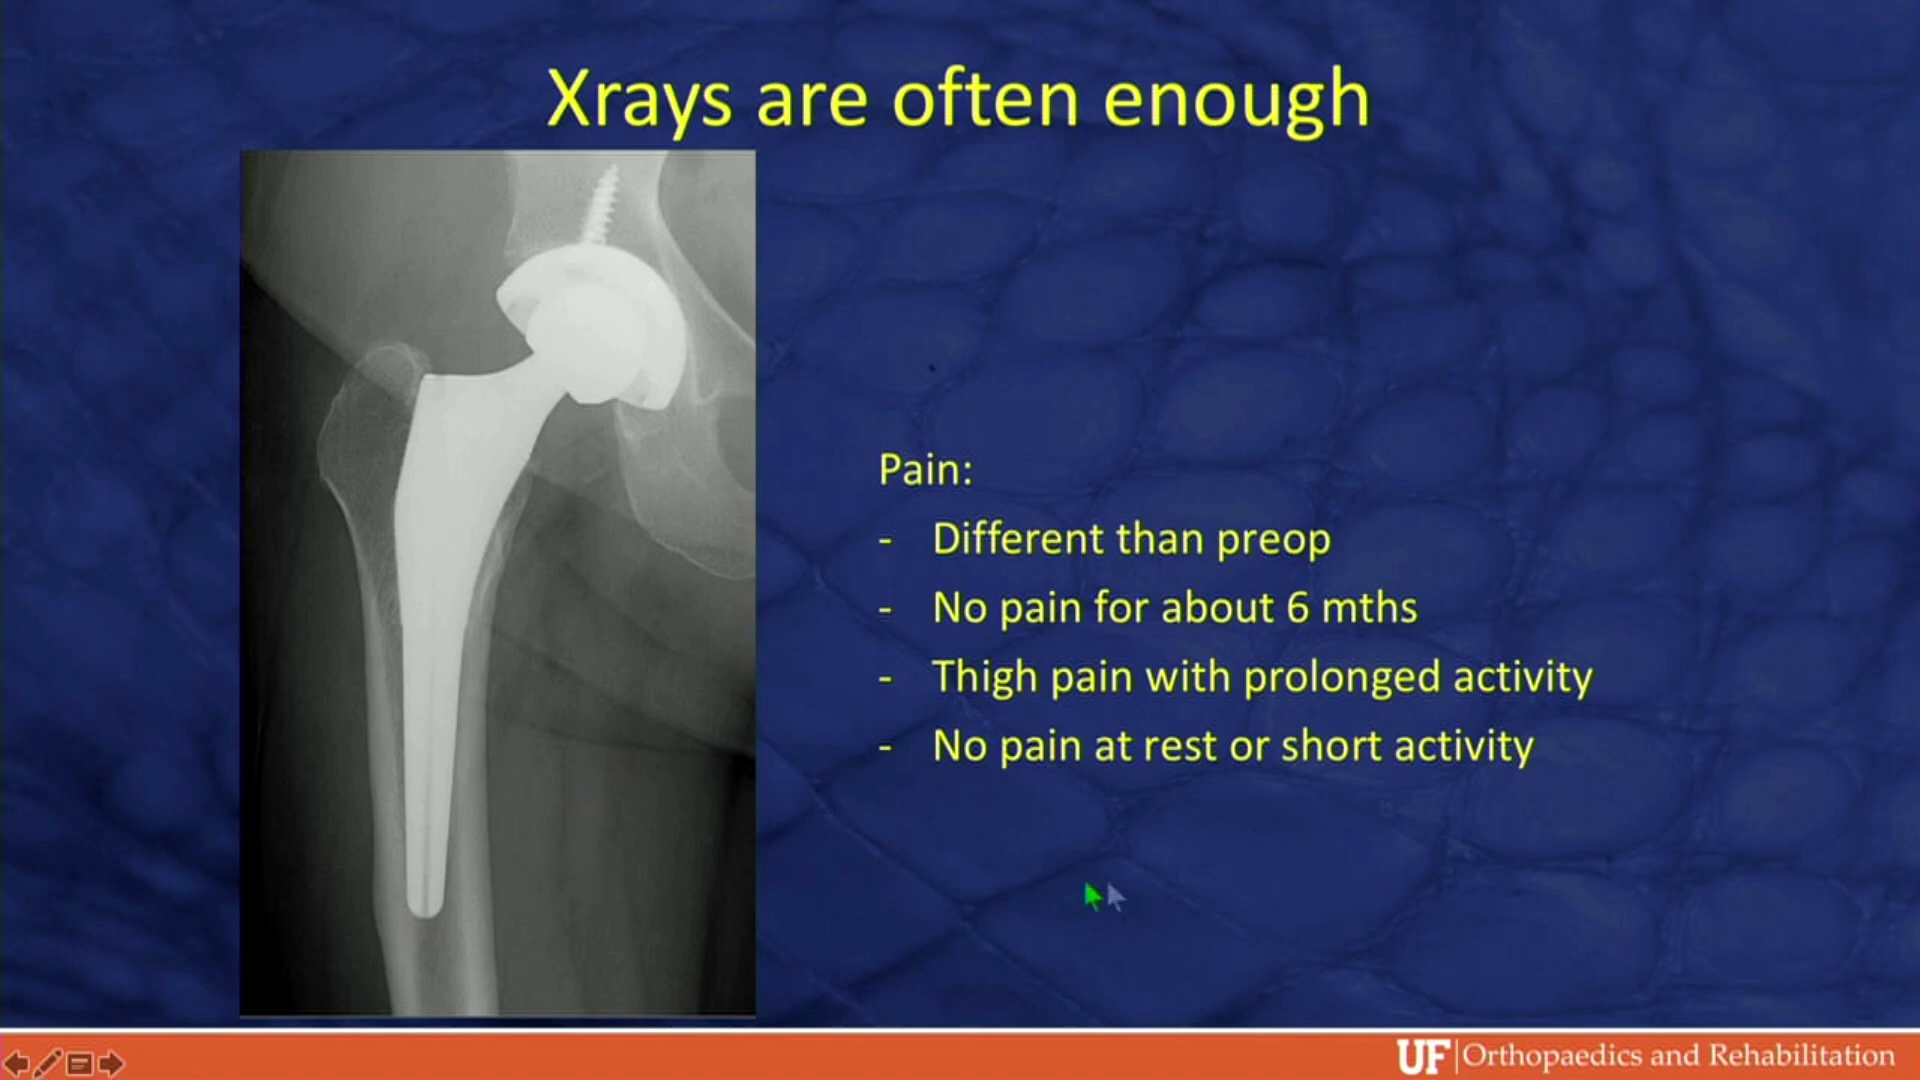 Xrays are often enough
Pain:
- Different than preop
- No pain for about 6 mths
- Thigh pain with prolonged activity
- No pain at rest or short activity
UF | Orthopaedics and Rehabilitation